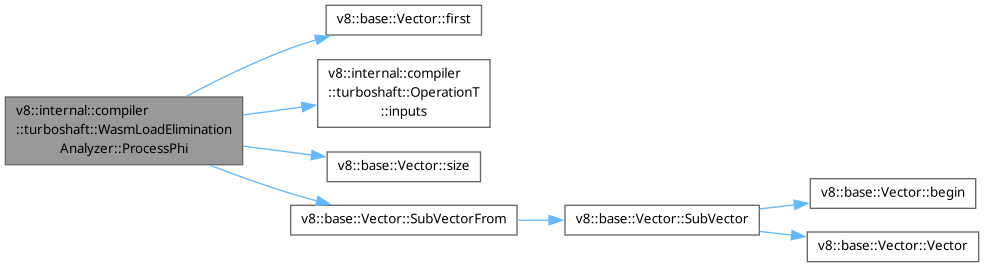 v8::base::Vector::first
v8::internal::compiler
::turboshaft::OperationT
::inputs
v8::internal::compiler
::turboshaft::WasmLoadElimination
Analyzer::ProcessPhi
v8::base::Vector::size
v8::base::Vector::SubVectorFrom
v8::base::Vector::SubVector
v8::base::Vector::begin
v8::base::Vector::Vector